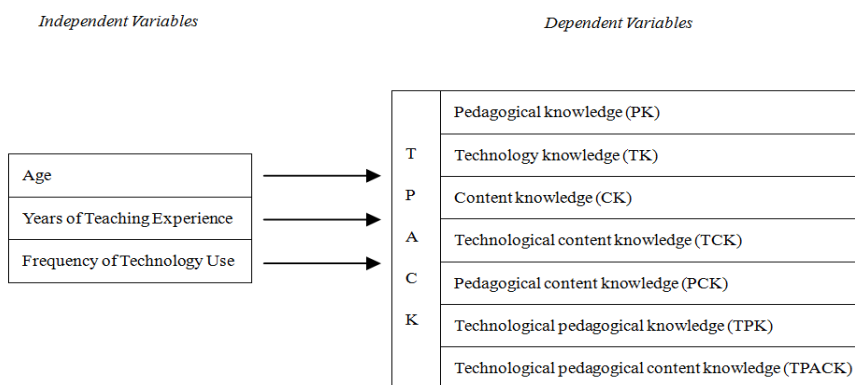 Independent Variables
Dependent Variables
Age
Years of Teaching Experience
Frequency of Technology Use
T
P
A
C
K
Pedagogical knowledge (PK)
Technology knowledge (TK)
Content knowledge (CK)
Technological content knowledge (TCK)
Pedagogical content knowledge (PCK)
Technological pedagogical knowledge (TPK)
Technological pedagogical content knowledge (TPACK)